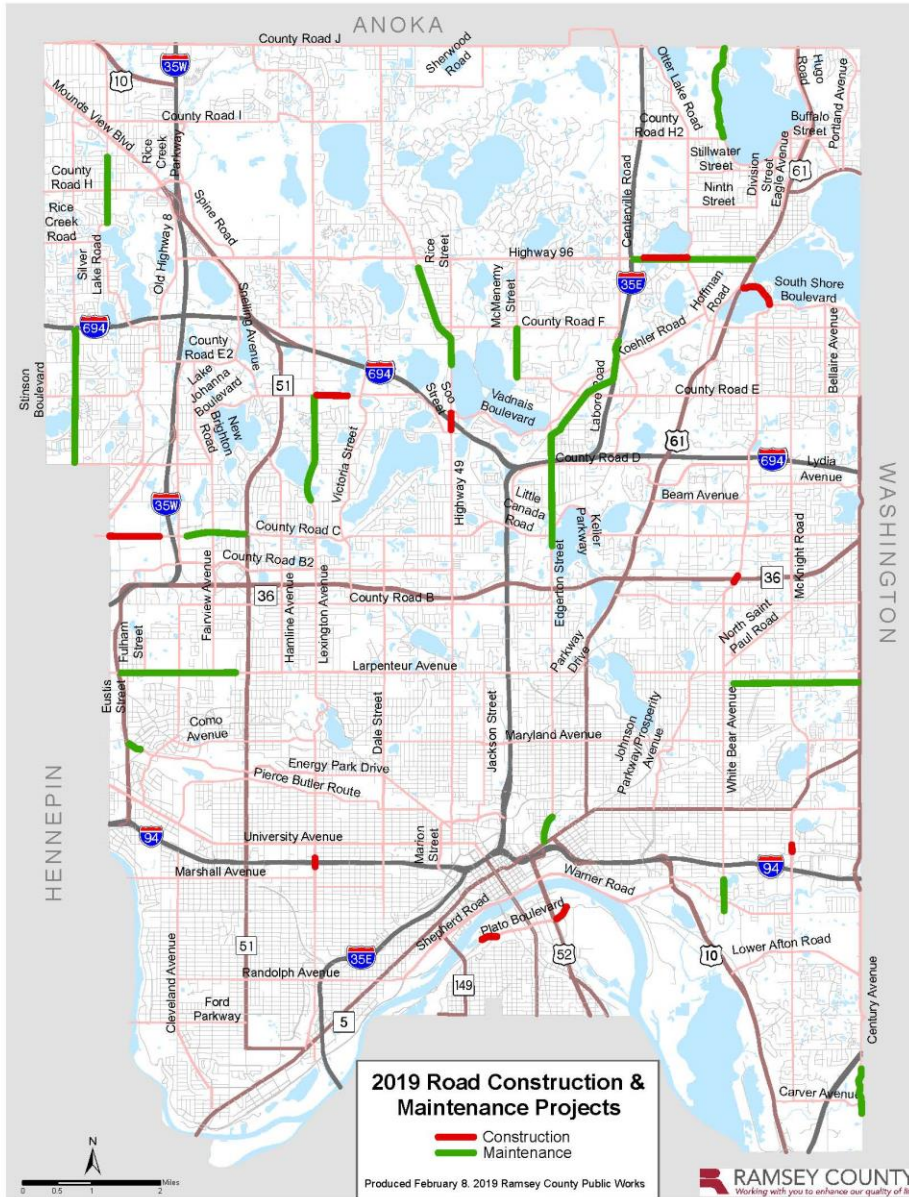 ANOKA
County Road J
35W
10
Sherwood
Road
Otter Lake Road
Hugo
Road
Portland Avenue
Mounds View Blvd
County Road I
Rice
Creek
Parkway
County
Road H2
Buffalo
Street
Stillwater
Street
County
Road H
Ninth
Street
Division
Street
Eagle Avenue
61
Rice
Creek
Road
Silver
Lake Road
Old Highway 8
Spine Road
Rice
Street
Highway 96
Centerville Road
35E
McMenemy
Street
Hoffman
Road
South Shore
Boulevard
694
Snelling Avenue
County Road F
Koehler Road
Bellaire Avenue
Stinson
Boulevard
County
Road E2
Lake
Johanna
Boulevard
51
694
Soo
Street
Vadnais
Boulevard
Labore Road
County Road E
New
Brighton
Road
Victoria Street
61
35W
Highway 49
County Road D
694
Lydia
Avenue
Little
Canada
Road
Beam Avenue
WASHINGTON
County Road C
Keller
Parkway
McKnight Road
County Road B2
Fairview Avenue
36
Hamline Avenue
Lexington Avenue
County Road B
Edgerton Street
36
North Saint
Paul Road
Fulham
Street
Parkway
Drive
Larpenteur Avenue
Eustis
Street
Como
Avenue
Dale Street
Jackson Street
Maryland Avenue
Johnson
Parkway/Prosperity
Avenue
White Bear Avenue
Energy Park Drive
Pierce Butler Route
HENNEPIN
94
University Avenue
Marion
Street
Marshall Avenue
94
Warner Road
Shepherd Road
Plato Boulevard
Cleveland Avenue
51
35E
52
10
Lower Afton Road
Randolph Avenue
149
Ford
Parkway
5
Century Avenue
Carver Avenue
2019 Road Construction &
Maintenance Projects
Construction
Maintenance
Produced February 8. 2019 Ramsey County Public Works
N
0 0.5 1 2 Miles
RAMSEY COUNTY
Working with you to enhance our quality of li